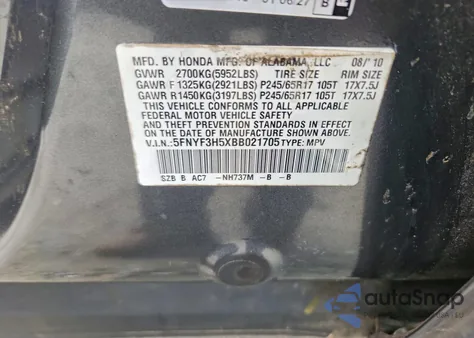 MFD. BY HONDA MFG. OF ALABAMA, LLC 08/'10
GVWR 2700KG(5952LBS) TIRE SIZE RIM SIZE
GAWR F 1325KG(2921LBS) P245/65R17 105T 17X7.5J
GAWR R1450KG(3197LBS) P245/65R17 105T 17X7.5J
THIS VEHICLE CONFORMS TO ALL APPLICABLE
FEDERAL MOTOR VEHICLE SAFETY
AND THEFT PREVENTION STANDARDS IN EFFECT ON
THE DATE OF MANUFACTURE SHOWN ABOVE.
V.I.N.: 5FNYF3H5XBB021705 TYPE: MPV
SZB B AC7 -NH737M -B -B
autoSnap